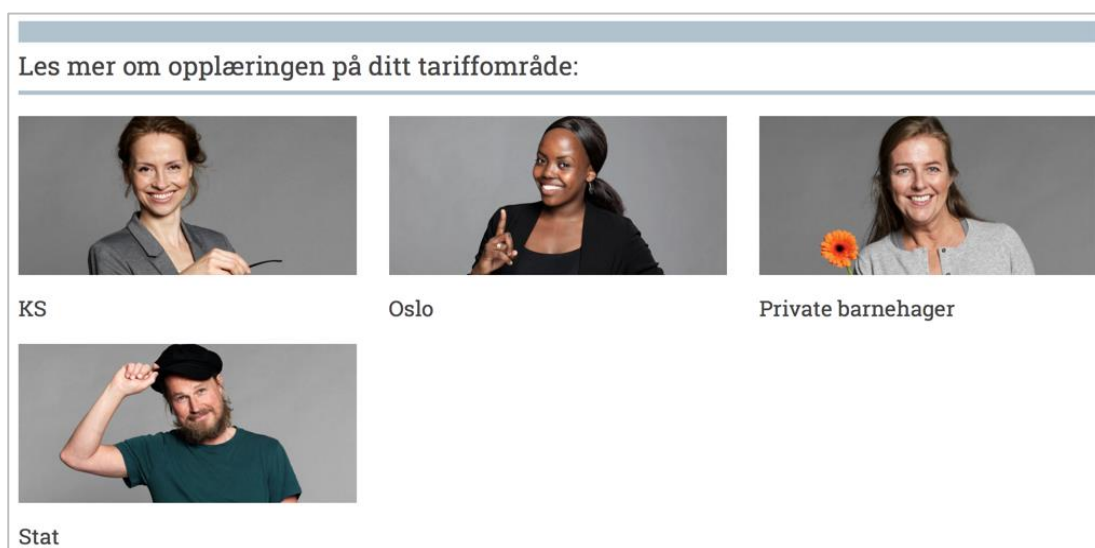 Les mer om opplæringen på ditt tariffområde:
KS
Oslo
Private barnehager
Stat